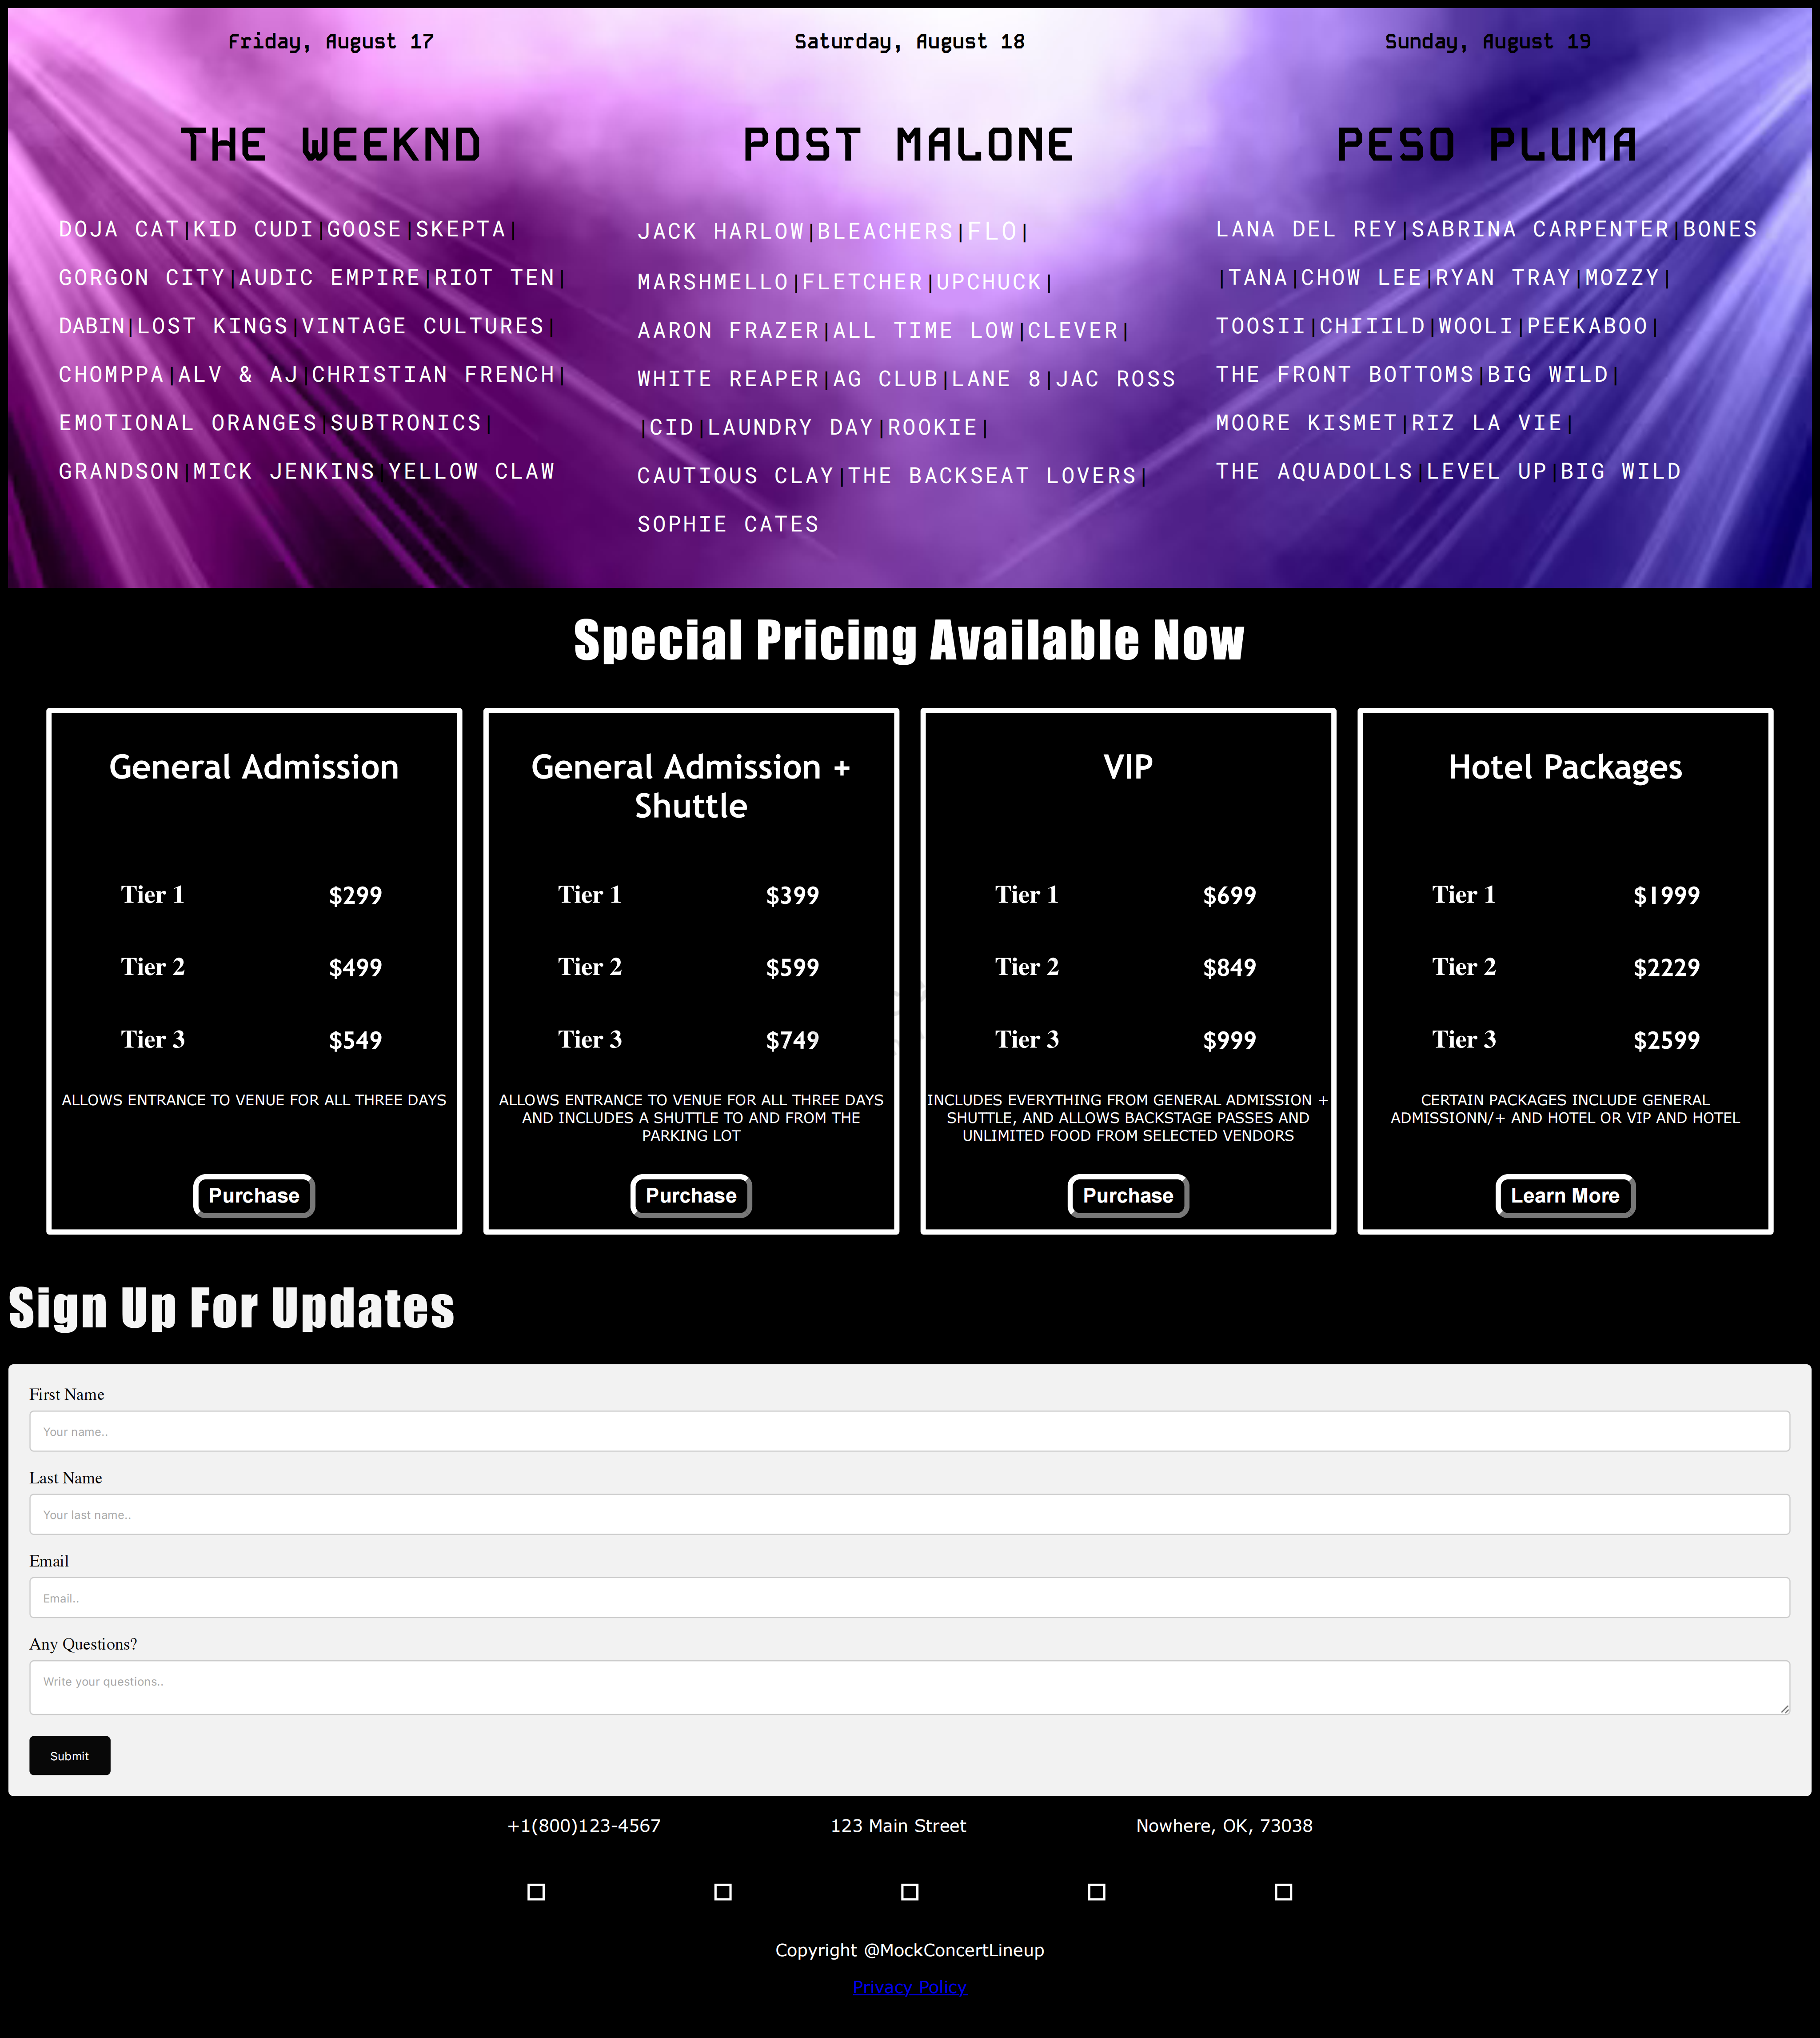 Friday, August 17
THE WEEKND
DOJA CAT|KID CUDI|GOOSE|SKEPTA|
GORGON CITY|AUDIC EMPIRE|RIOT TEN|
DABIN|LOST KINGS|VINTAGE CULTURES|
CHOMPPA|ALV & AJ|CHRISTIAN FRENCH|
EMOTIONAL ORANGES|SUBTRONICS|
GRANDSON|MICK JENKINS|YELLOW CLAW
Saturday, August 18
POST MALONE
JACK HARLOW|BLEACHERS|FLO|
MARSHMELLO|FLETCHER|UPCHUCK|
AARON FRAZER|ALL TIME LOW|CLEVER|
WHITE REAPER|AG CLUB|LANE 8|JAC ROSS
|CID|LAUNDRY DAY|ROOKIE|
CAUTIOUS CLAY|THE BACKSEAT LOVERS|
SOPHIE CATES
Sunday, August 19
PESO PLUMA
LANA DEL REY|SABRINA CARPENTER|BONES
|TANA|CHOW LEE|RYAN TRAY|MOZZY|
TOOSII|CHIIILD|WOOLI|PEEKABOO|
THE FRONT BOTTOMS|BIG WILD|
MOORE KISMET|RIZ LA VIE|
THE AQUADOLLS|LEVEL UP|BIG WILD
Special Pricing Available Now
General Admission
Tier 1 $299
Tier 2 $499
Tier 3 $549
ALLOWS ENTRANCE TO VENUE FOR ALL THREE DAYS
Purchase
General Admission +
Shuttle
Tier 1 $399
Tier 2 $599
Tier 3 $749
ALLOWS ENTRANCE TO VENUE FOR ALL THREE DAYS
AND INCLUDES A SHUTTLE TO AND FROM THE
PARKING LOT
Purchase
VIP
Tier 1 $699
Tier 2 $849
Tier 3 $999
INCLUDES EVERYTHING FROM GENERAL ADMISSION +
SHUTTLE, AND ALLOWS BACKSTAGE PASSES AND
UNLIMITED FOOD FROM SELECTED VENDORS
Purchase
Hotel Packages
Tier 1 $1999
Tier 2 $2229
Tier 3 $2599
CERTAIN PACKAGES INCLUDE GENERAL
ADMISSIONN/+ AND HOTEL OR VIP AND HOTEL
Learn More
Sign Up For Updates
First Name
Your name..
Last Name
Your last name..
Email
Email..
Any Questions?
Write your questions..
Submit
+1(800)123-4567 123 Main Street Nowhere, OK, 73038
Copyright @MockConcertLineup
Privacy Policy